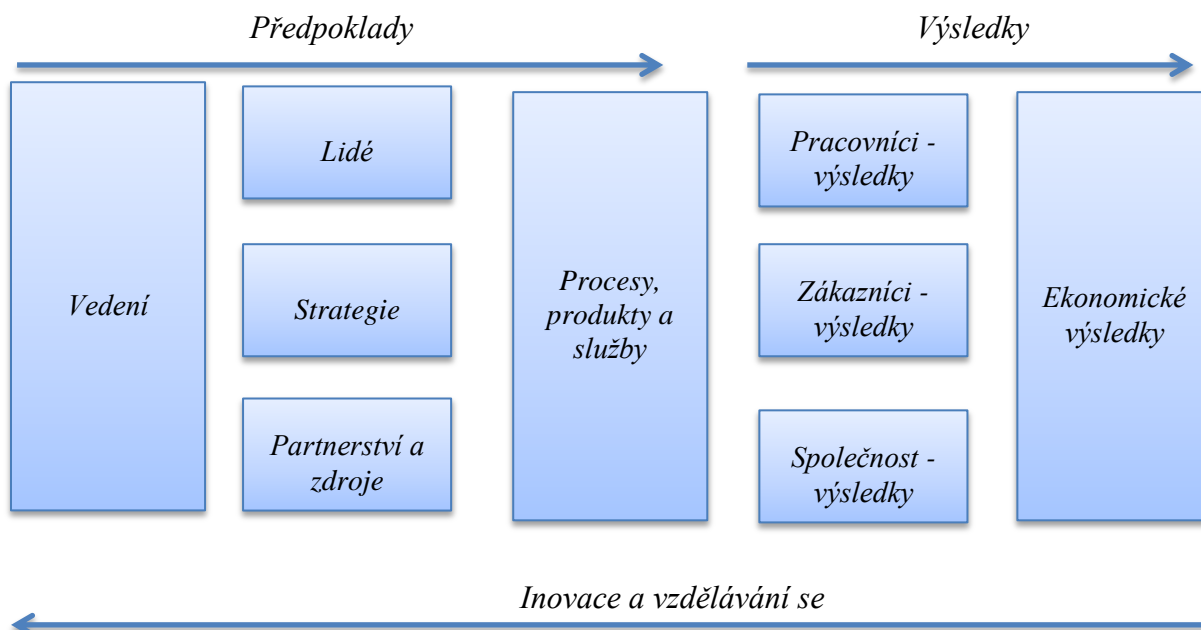 Předpoklady
Výsledky
Vedení
Lidé
Strategie
Partnerství a
zdroje
Procesy,
produkty a
služby
Pracovníci -
výsledky
Zákazníci -
výsledky
Společnost -
výsledky
Ekonomické
výsledky
Inovace a vzdělávání se